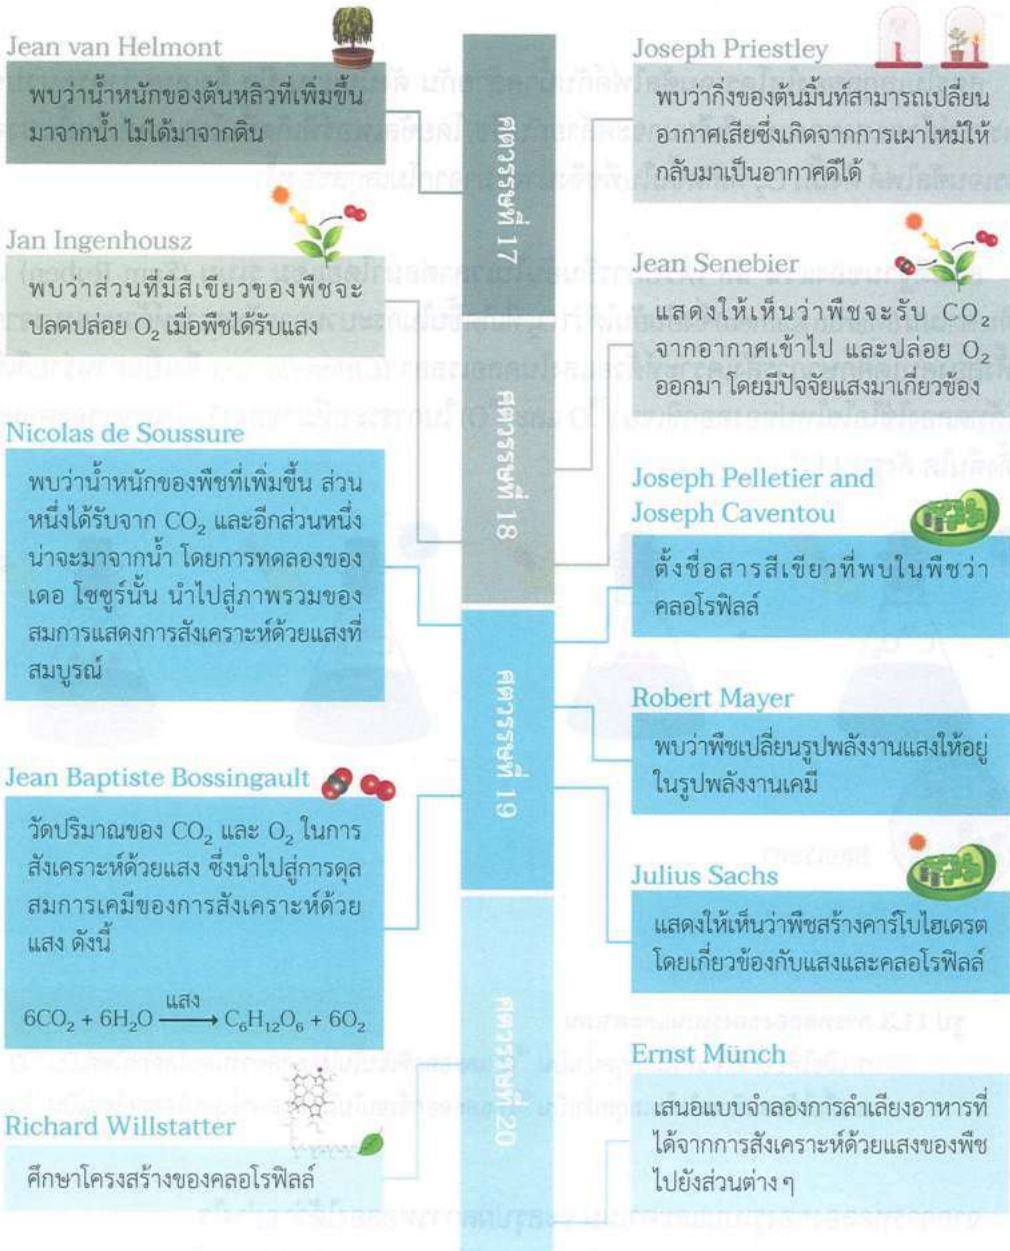 Jean van Helmont
พบว่าน้ำหนักของต้นหลิวที่เพิ่มขึ้น
มาจากน้ำ ไม่ได้มาจากดิน
Joseph Priestley
พบว่ากิ่งของต้นมิ้นท์สามารถเปลี่ยน
อากาศเสียซึ่งเกิดจากการเผาไหม้ให้
กลับมาเป็นอากาศดีได้
ศตวรรษที่ 17
Jan Ingenhousz
พบว่าส่วนที่มีสีเขียวของพืชจะ
ปลดปล่อย O₂ เมื่อพืชได้รับแสง
Jean Senebier
แสดงให้เห็นว่าพืชจะรับ CO₂
จากอากาศเข้าไป และปล่อย O₂
ออกมา โดยมีปัจจัยแสงมาเกี่ยวข้อง
ศตวรรษที่ 18
Nicolas de Soussure
พบว่าน้ำหนักของพืชที่เพิ่มขึ้น ส่วน
หนึ่งได้รับจาก CO₂ และอีกส่วนหนึ่ง
น่าจะมาจากน้ำ โดยการทดลองของ
เดอ โซซูร์นั้น นำไปสู่ภาพรวมของ
สมการแสดงการสังเคราะห์ด้วยแสงที่
สมบูรณ์
Joseph Pelletier and
Joseph Caventou
ตั้งชื่อสารสีเขียวที่พบในพืชว่า
คลอโรฟิลล์
ศตวรรษที่ 19
Robert Mayer
พบว่าพืชเปลี่ยนรูปพลังงานแสงให้อยู่
ในรูปพลังงานเคมี
Jean Baptiste Bossingault
วัดปริมาณของ CO₂ และ O₂ ในการ
สังเคราะห์ด้วยแสง ซึ่งนำไปสู่การดุล
สมการเคมีของการสังเคราะห์ด้วย
แสง ดังนี้
แสง
6CO₂ + 6H₂O ⟶ C₆H₁₂O₆ + 6O₂
Julius Sachs
แสดงให้เห็นว่าพืชสร้างคาร์โบไฮเดรต
โดยเกี่ยวข้องกับแสงและคลอโรฟิลล์
ศตวรรษที่ 20
Richard Willstatter
ศึกษาโครงสร้างของคลอโรฟิลล์
Ernst Münch
เสนอแบบจำลองการลำเลียงอาหารที่
ได้จากการสังเคราะห์ด้วยแสงของพืช
ไปยังส่วนต่าง ๆ